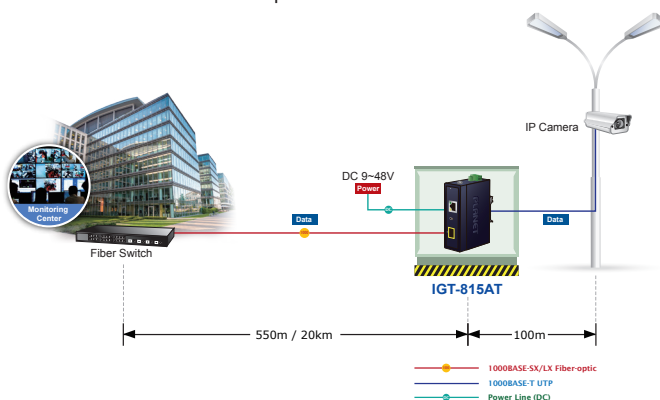 IP Camera
DC 9~48V
Power
Monitoring
Center
Data
Data
PLANET
Fiber Switch
IGT-815AT
550m / 20km
100m
1000BASE-SX/LX Fiber-optic
1000BASE-T UTP
Power Line (DC)